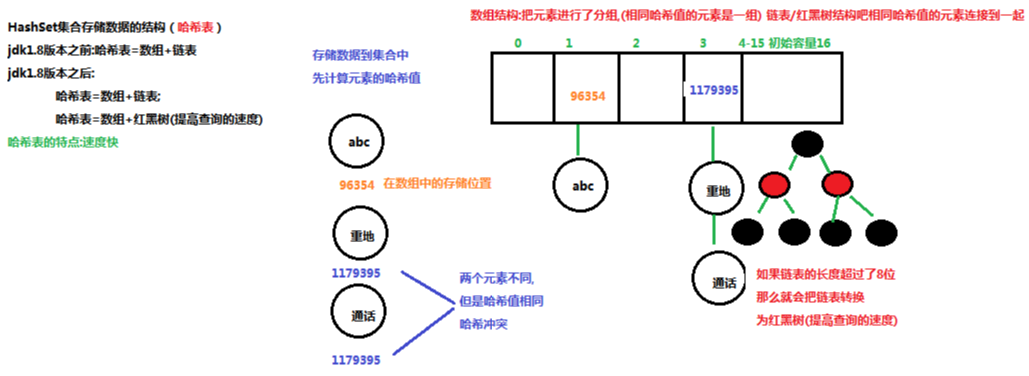 HashSet集合存储数据的结构（哈希表）
jdk1.8版本之前:哈希表=数组+链表
jdk1.8版本之后:
哈希表=数组+链表;
哈希表=数组+红黑树(提高查询的速度)
哈希表的特点:速度快
存储数据到集合中
先计算元素的哈希值
abc
96354 在数组中的存储位置
重地
1179395
通话
1179395
两个元素不同,
但是哈希值相同
哈希冲突
数组结构:把元素进行了分组,(相同哈希值的元素是一组) 链表/红黑树结构吧相同哈希值的元素连接到一起
0 1 2 3 4-15 初始容量16
96354 1179395
abc
重地
通话
如果链表的长度超过了8位
那么就会把链表转换
为红黑树(提高查询的速度)